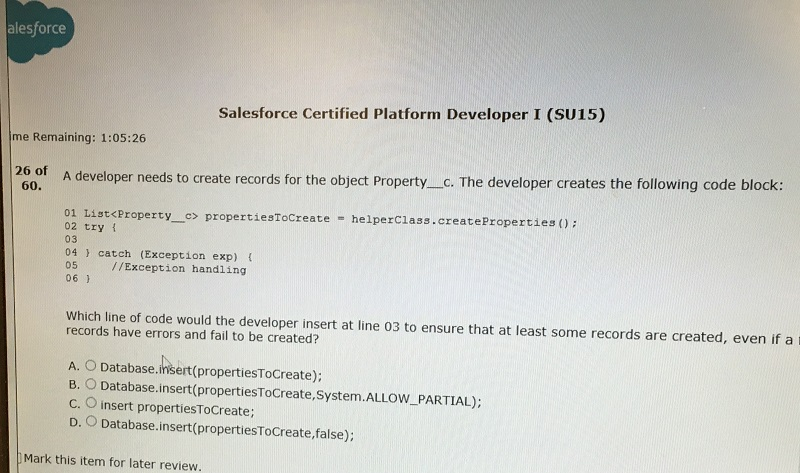 alesforce
Salesforce Certified Platform Developer I (SU15)
ime Remaining: 1:05:26
26 of
60.
A developer needs to create records for the object Property__c. The developer creates the following code block:
01 List<Property__c> propertiesToCreate = helperClass.createProperties();
02 try {
03
04 } catch (Exception exp) {
05 //Exception handling
06 }
Which line of code would the developer insert at line 03 to ensure that at least some records are created, even if a
records have errors and fail to be created?
A. Database.insert(propertiesToCreate);
B. Database.insert(propertiesToCreate,System.ALLOW_PARTIAL);
C. insert propertiesToCreate;
D. Database.insert(propertiesToCreate,false);
Mark this item for later review.